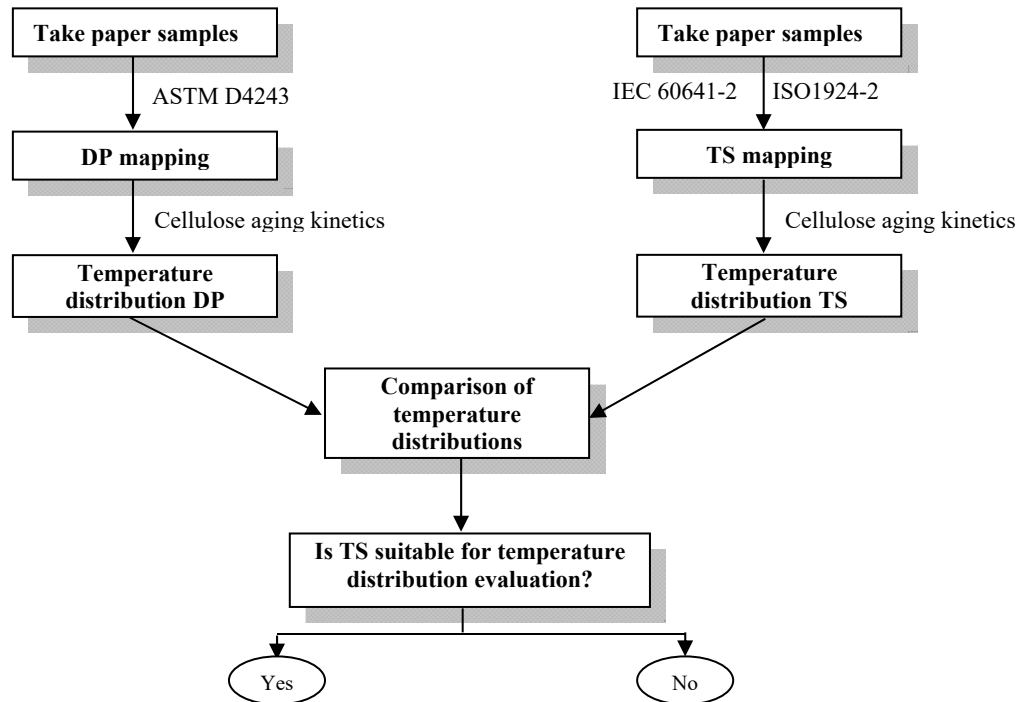 Take paper samples
Take paper samples
ASTM D4243
IEC 60641-2
ISO1924-2
DP mapping
TS mapping
Cellulose aging kinetics
Cellulose aging kinetics
Temperature
distribution DP
Temperature
distribution TS
Comparison of
temperature
distributions
Is TS suitable for temperature
distribution evaluation?
Yes
No